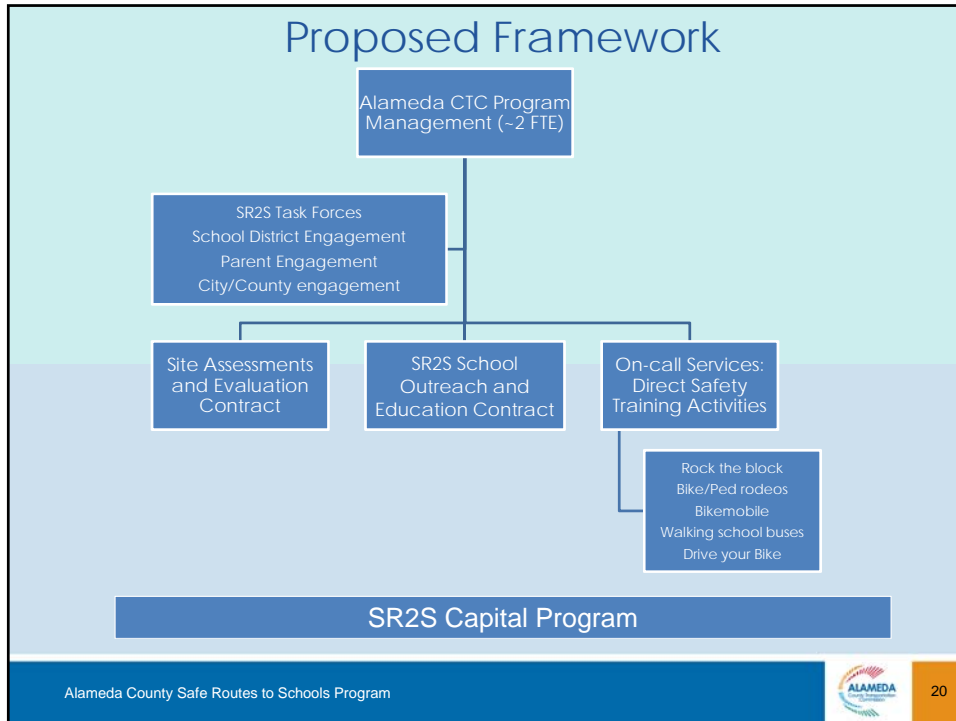 Proposed Framework
Alameda CTC Program
Management (~2 FTE)
SR2S Task Forces
School District Engagement
Parent Engagement
City/County engagement
Site Assessments
and Evaluation
Contract
SR2S School
Outreach and
Education Contract
On-call Services:
Direct Safety
Training Activities
Rock the block
Bike/Ped rodeos
Bikemobile
Walking school buses
Drive your Bike
SR2S Capital Program
Alameda County Safe Routes to Schools Program
ALAMEDA
County Transportation
Commission
20